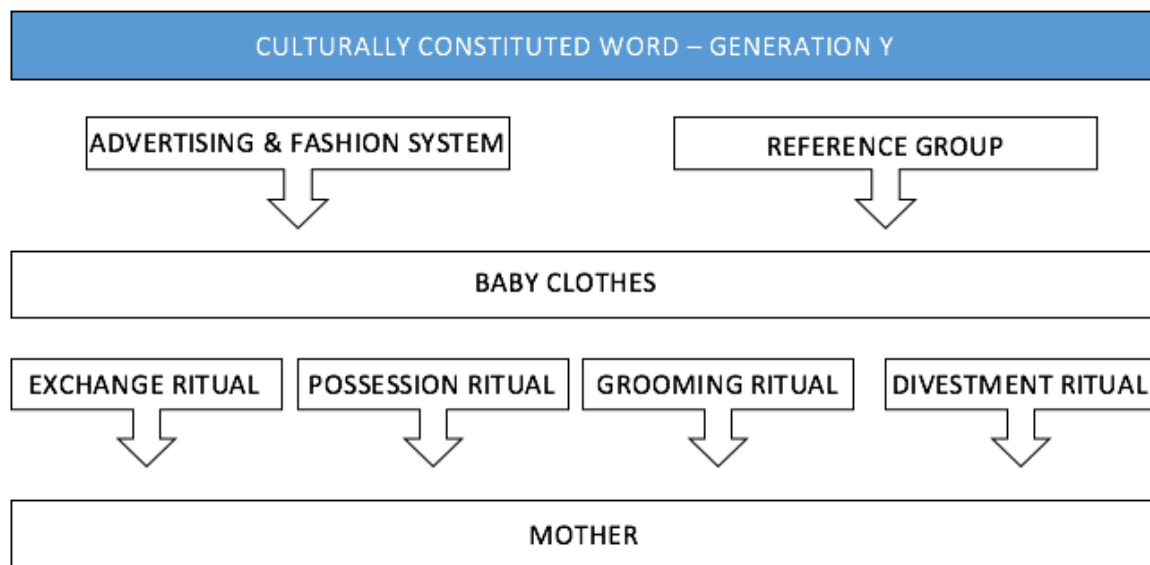 CULTURALLY CONSTITUTED WORD – GENERATION Y
ADVERTISING & FASHION SYSTEM
REFERENCE GROUP
BABY CLOTHES
EXCHANGE RITUAL
POSSESSION RITUAL
GROOMING RITUAL
DIVESTMENT RITUAL
MOTHER